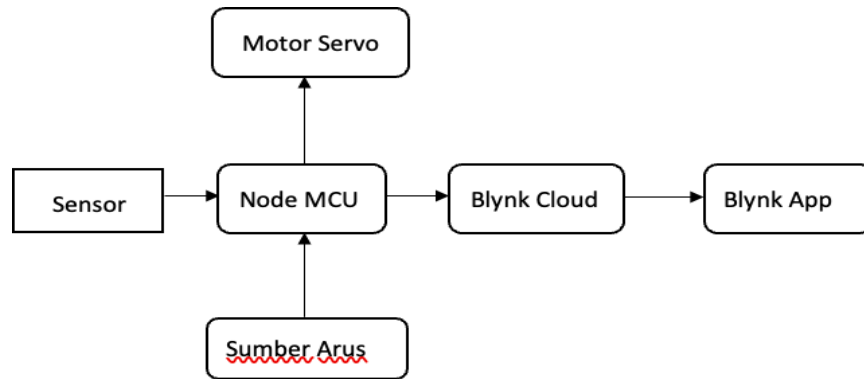 Motor Servo
Sensor
Node MCU
Blynk Cloud
Blynk App
Sumber Arus